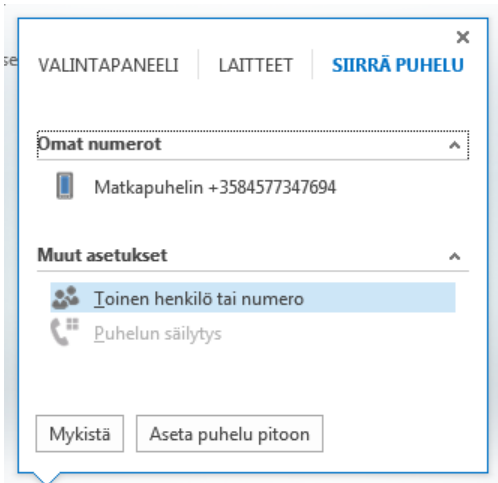 se
VALINTAPANEELI LAITTEET SIIRRÄ PUHELU
Omat numerot
Matkapuhelin +3584577347694
Muut asetukset
Toinen henkilö tai numero
Puhelun säilytys
Mykistä Aseta puhelu pitoon